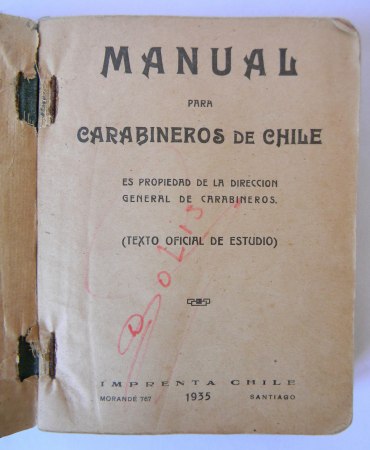 MANUAL
PARA
CARABINEROS DE CHILE
ES PROPIEDAD DE LA DIRECCION
GENERAL DE CARABINEROS.
(TEXTO OFICIAL DE ESTUDIO)
IMPRENTA CHILE
MORANDÉ 767 1935 SANTIAGO